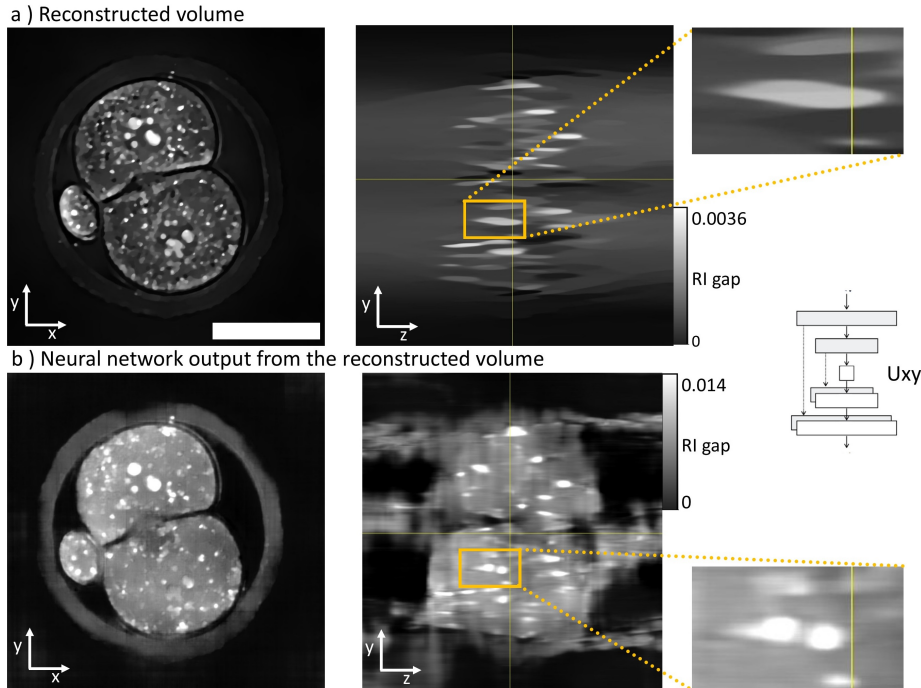 a ) Reconstructed volume
y
x
y
z
0.0036
RI gap
0
b ) Neural network output from the reconstructed volume
Uxy
y
x
y
z
0.014
RI gap
0